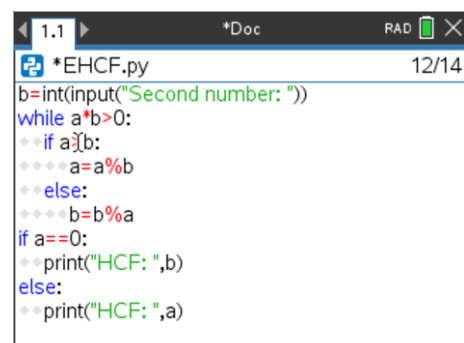 1.1 *Doc RAD
*EHCF.py 12/14
b=int(input("Second number: "))
while a*b>0:
if a>b:
a=a%b
else:
b=b%a
if a==0:
print("HCF: ",b)
else:
print("HCF: ",a)